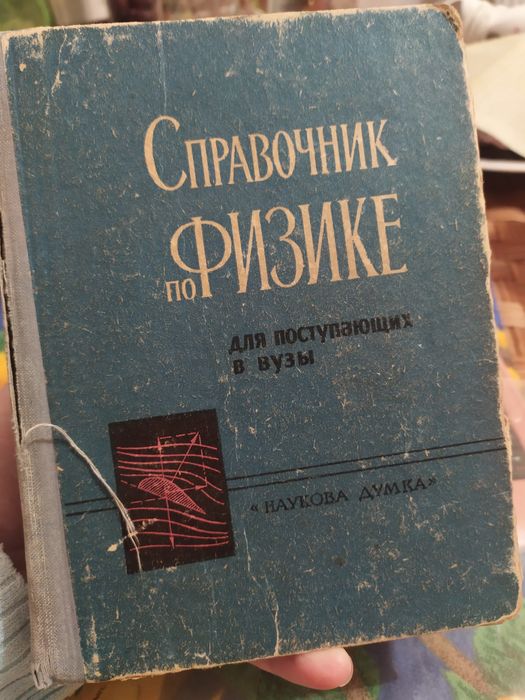 СПРАВОЧНИК
ПО ФИЗИКЕ
ДЛЯ ПОСТУПАЮЩИХ
В ВУЗЫ
«НАУКОВА ДУМКА»